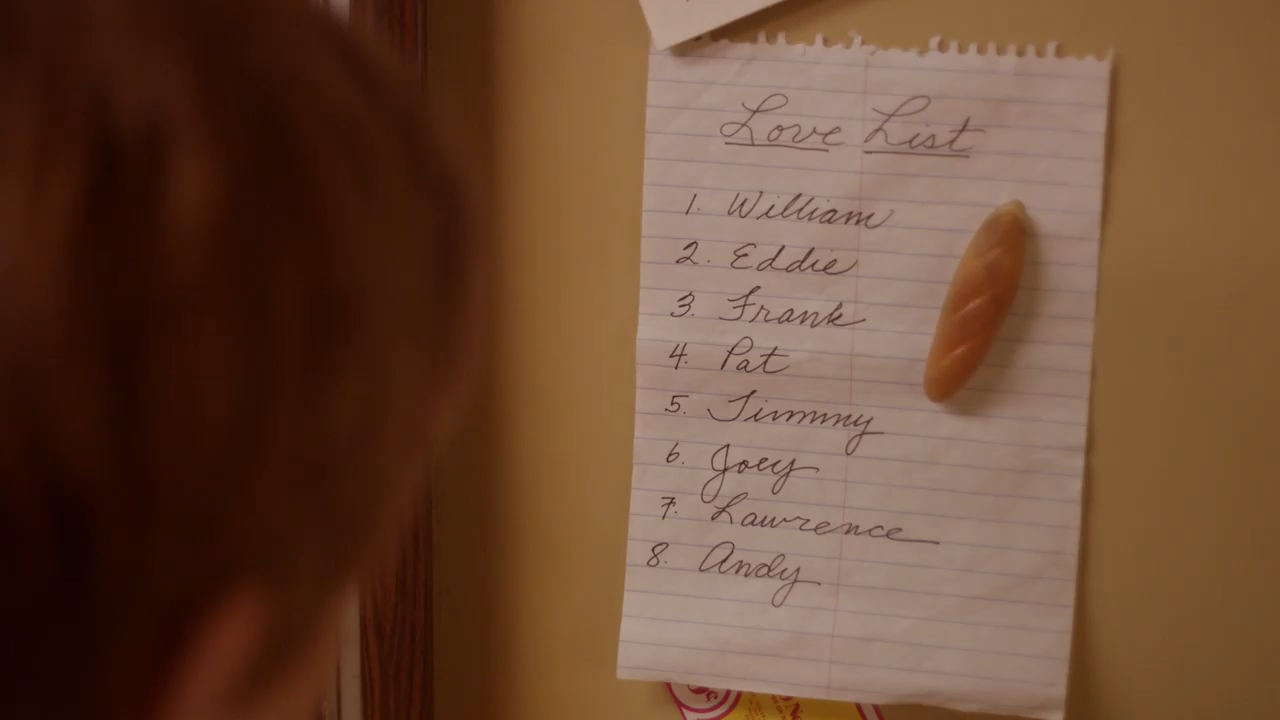 Love List
1. William
2. Eddie
3. Frank
4. Pat
5. Timmy
6. Joey
7. Lawrence
8. Andy